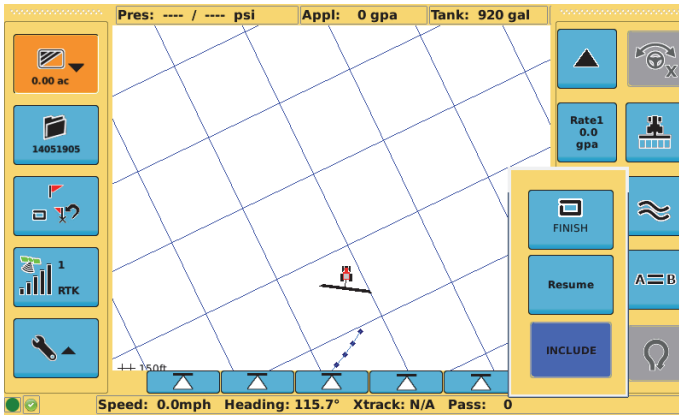 Pres: ---- / ---- psi
Appl: 0 gpa
Tank: 920 gal
0.00 ac
14051905
1
RTK
Rate1
0.0
gpa
X
FINISH
Resume
INCLUDE
A=B
150ft
Speed: 0.0mph Heading: 115.7° Xtrack: N/A Pass: 0